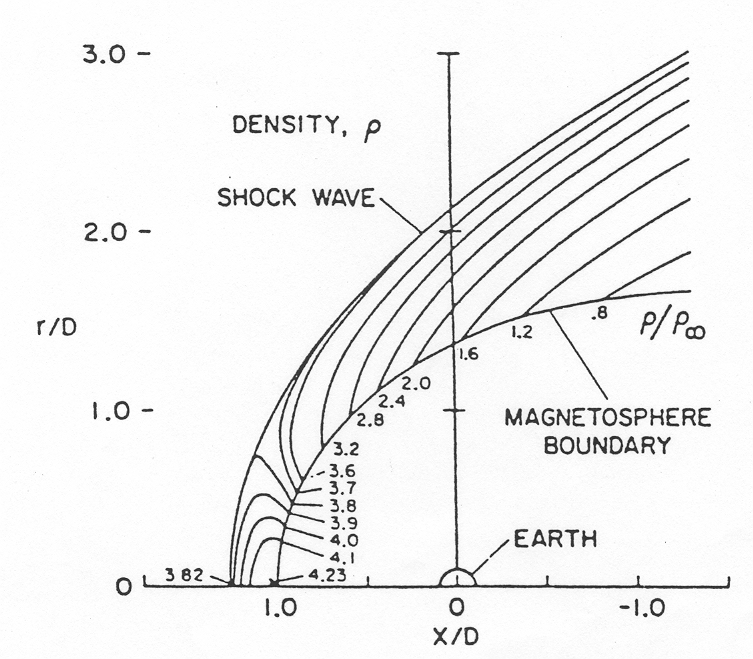 3.0
DENSITY, ρ
SHOCK WAVE
2.0
r/D
.8
ρ/ρ∞
1.2
1.6
2.0
2.4
1.0
2.8
MAGNETOSPHERE
BOUNDARY
3.2
3.6
3.7
3.8
3.9
4.0
EARTH
4.1
3 82
4.23
0
1.0
0
-1.0
X/D